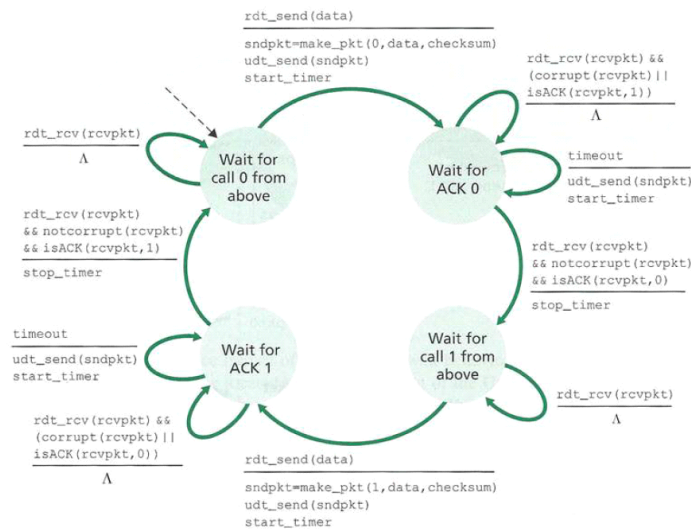 rdt_send(data)
sndpkt=make_pkt(0,data,checksum)
udt_send(sndpkt)
start_timer
rdt_rcv(rcvpkt) &&
(corrupt(rcvpkt)||
isACK(rcvpkt,1))
Λ
rdt_rcv(rcvpkt)
Λ
Wait for
call 0 from
above
Wait for
ACK 0
timeout
udt_send(sndpkt)
start_timer
rdt_rcv(rcvpkt)
&& notcorrupt(rcvpkt)
&& isACK(rcvpkt,1)
stop_timer
rdt_rcv(rcvpkt)
&& notcorrupt(rcvpkt)
&& isACK(rcvpkt,0)
stop_timer
timeout
udt_send(sndpkt)
start_timer
Wait for
ACK 1
Wait for
call 1 from
above
rdt_rcv(rcvpkt)
Λ
rdt_rcv(rcvpkt) &&
(corrupt(rcvpkt)||
isACK(rcvpkt,0))
Λ
rdt_send(data)
sndpkt=make_pkt(1,data,checksum)
udt_send(sndpkt)
start_timer